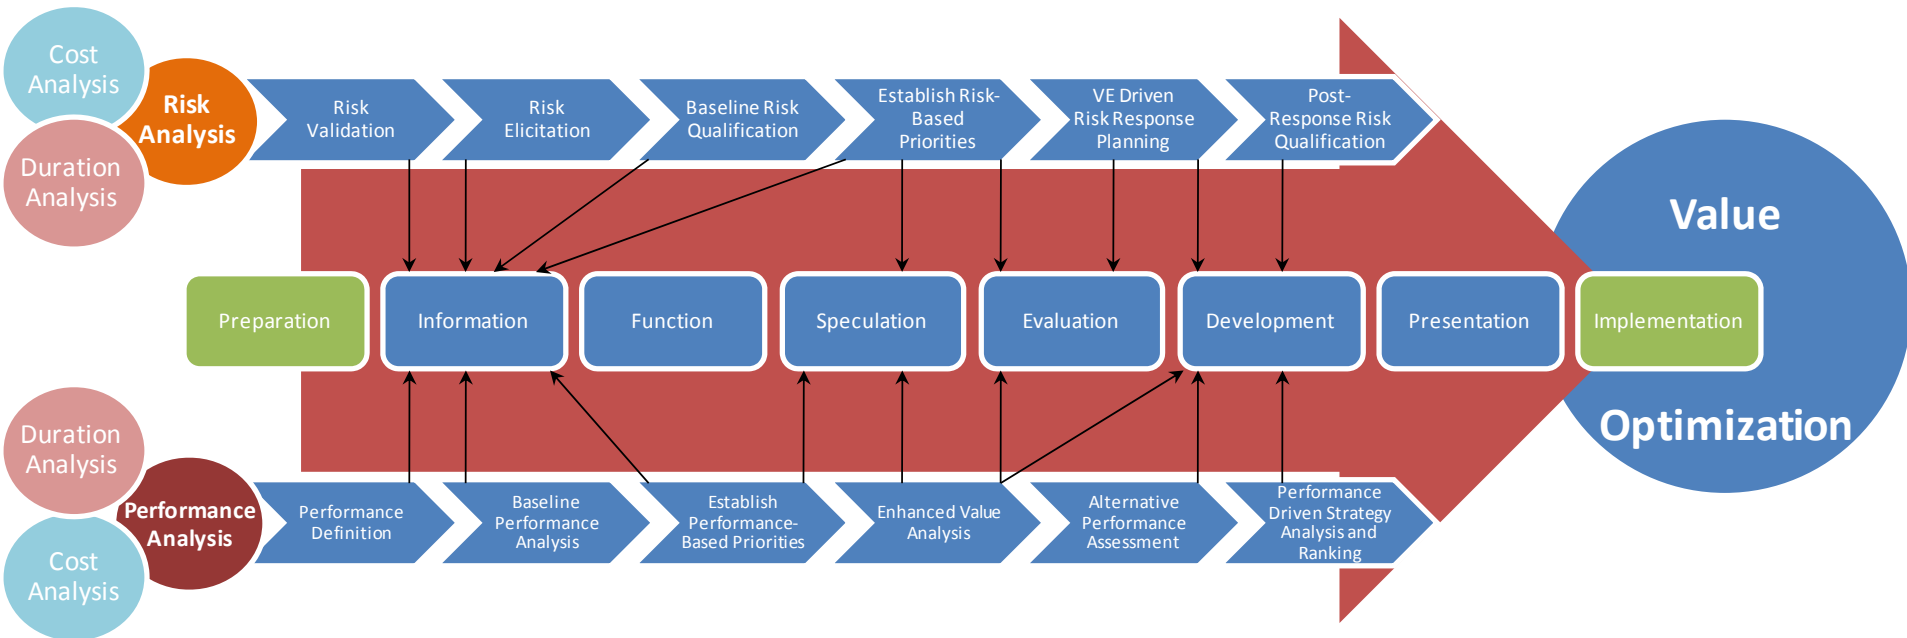 Cost
Analysis
Risk
Analysis
Duration
Analysis
Risk
Validation
Risk
Elicitation
Baseline Risk
Qualification
Establish Risk-
Based
Priorities
VE Driven
Risk Response
Planning
Post-
Response Risk
Qualification
Value
Optimization
Preparation
Information
Function
Speculation
Evaluation
Development
Presentation
Implementation
Duration
Analysis
Performance
Analysis
Cost
Analysis
Performance
Definition
Baseline
Performance
Analysis
Establish
Performance-
Based Priorities
Enhanced Value
Analysis
Alternative
Performance
Assessment
Performance
Driven Strategy
Analysis and
Ranking